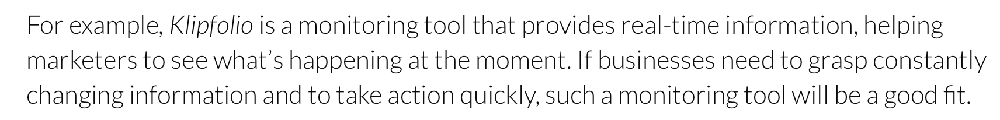 For example, Klipfolio is a monitoring tool that provides real-time information, helping
marketers to see what’s happening at the moment. If businesses need to grasp constantly
changing information and to take action quickly, such a monitoring tool will be a good fit.